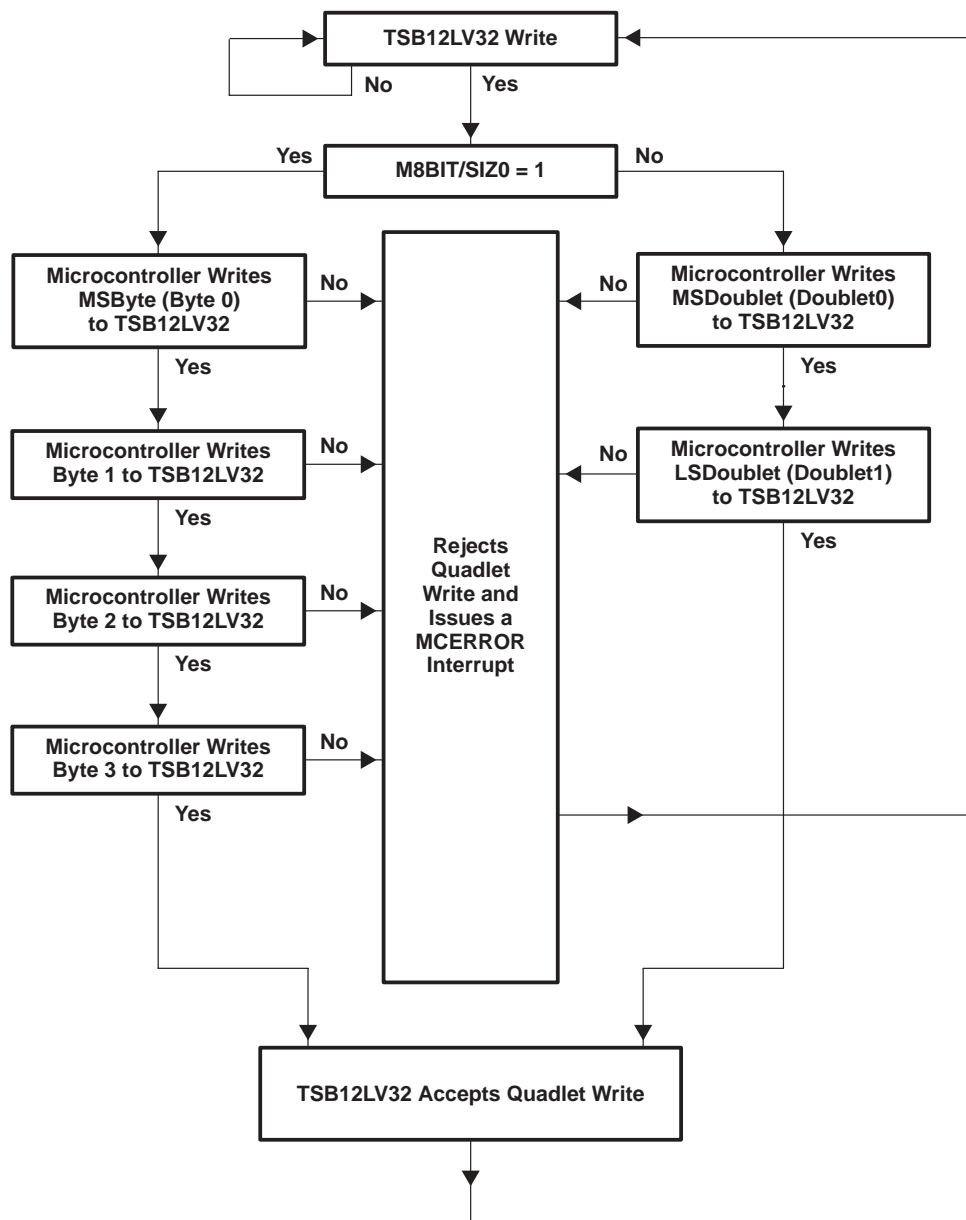 TSB12LV32 Write
No
Yes
Yes
M8BIT/SIZ0 = 1
No
Microcontroller Writes
MSByte (Byte 0)
to TSB12LV32
No
No
Microcontroller Writes
MSDoublet (Doublet0)
to TSB12LV32
Yes
Yes
Microcontroller Writes
Byte 1 to TSB12LV32
No
No
Microcontroller Writes
LSDoublet (Doublet1)
to TSB12LV32
Yes
Yes
Rejects
Quadlet
Write and
Issues a
MCERROR
Interrupt
Microcontroller Writes
Byte 2 to TSB12LV32
No
Yes
Microcontroller Writes
Byte 3 to TSB12LV32
No
Yes
TSB12LV32 Accepts Quadlet Write